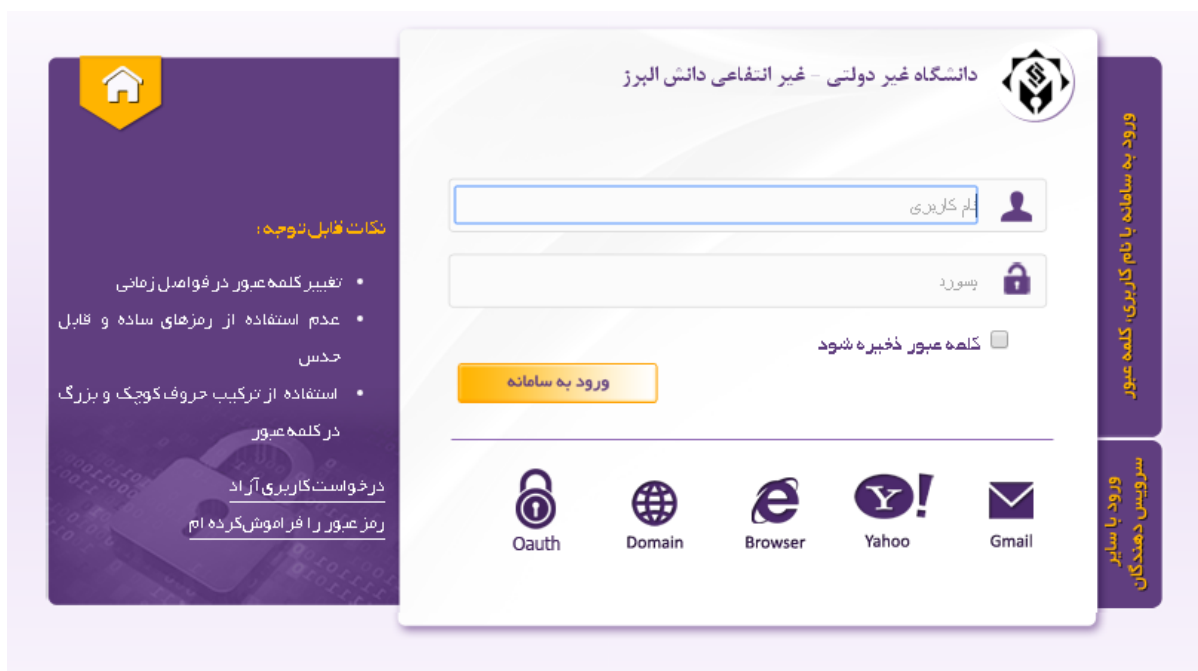 دانشگاه غیر دولتی - غیر انتفاعی دانش البرز
ورود به سامانه با نام کاربری، کلمه عبور
نام کاربری
پسورد
کلمه عبور ذخیره شود
ورود به سامانه
ورود با سایر
سرویس دهندگان
Gmail
Yahoo
Browser
Domain
Oauth
نکات قابل توجه :
• تغییر کلمه عبور در فواصل زمانی
• عدم استفاده از رمزهای ساده و قابل
حدس
• استفاده از ترکیب حروف کوچک و بزرگ
در کلمه عبور
درخواست کاربری آزاد
رمز عبور را فراموش کرده ام